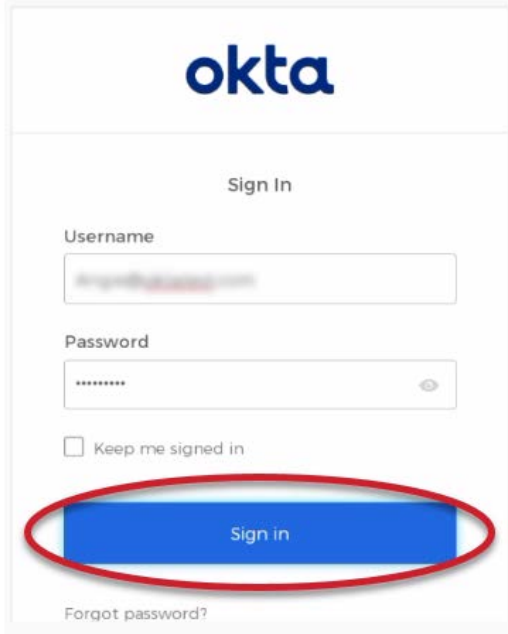 okta
Sign In
Username
Password
•••••••••
Keep me signed in
Sign in
Forgot password?